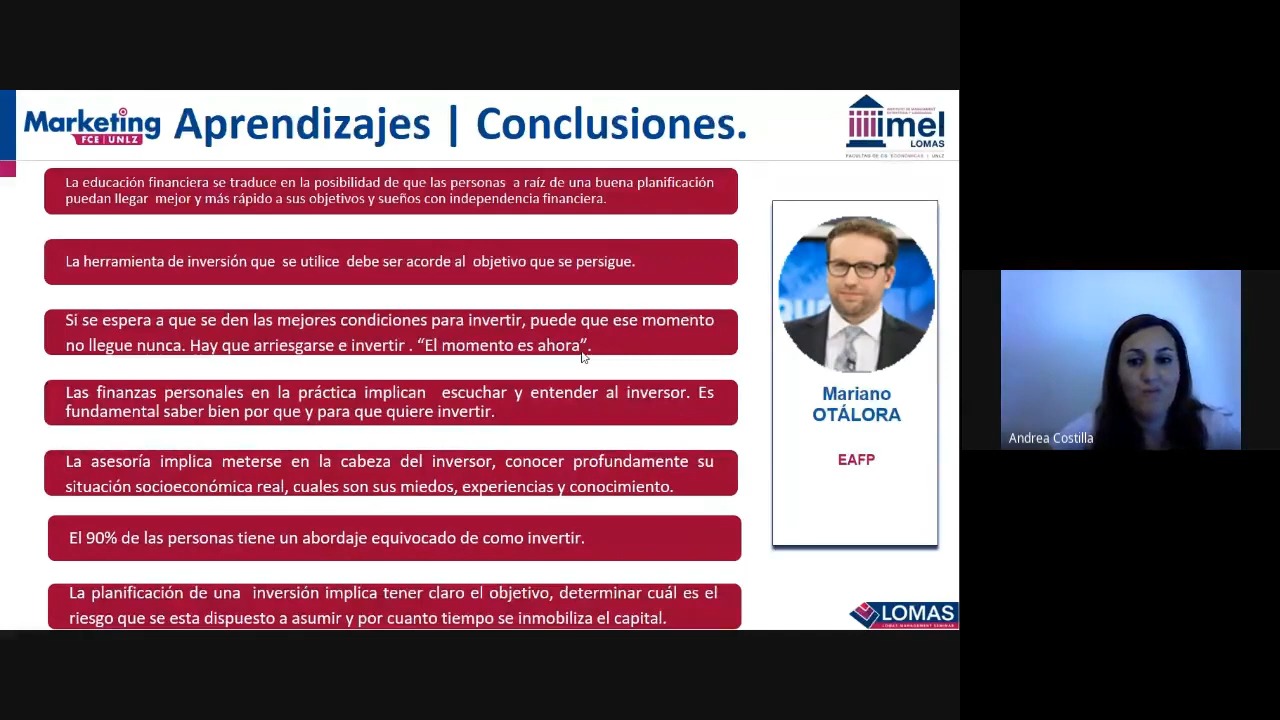 Marketing
FCE | UNLZ
Aprendizajes | Conclusiones.
imel
LOMAS
FACULTAD DE CS. ECONÓMICAS | UNLZ
La educación financiera se traduce en la posibilidad de que las personas a raíz de una buena planificación
puedan llegar mejor y más rápido a sus objetivos y sueños con independencia financiera.
La herramienta de inversión que se utilice debe ser acorde al objetivo que se persigue.
Si se espera a que se den las mejores condiciones para invertir, puede que ese momento
no llegue nunca. Hay que arriesgarse e invertir . “El momento es ahora”.
Las finanzas personales en la práctica implican escuchar y entender al inversor. Es
fundamental saber bien por que y para que quiere invertir.
La asesoría implica meterse en la cabeza del inversor, conocer profundamente su
situación socioeconómica real, cuales son sus miedos, experiencias y conocimiento.
El 90% de las personas tiene un abordaje equivocado de como invertir.
La planificación de una inversión implica tener claro el objetivo, determinar cuál es el
riesgo que se esta dispuesto a asumir y por cuanto tiempo se inmobiliza el capital.
Mariano
OTÁLORA
EAFP
LOMAS
LOMAS MANAGEMENT SEMINAR
Andrea Costilla